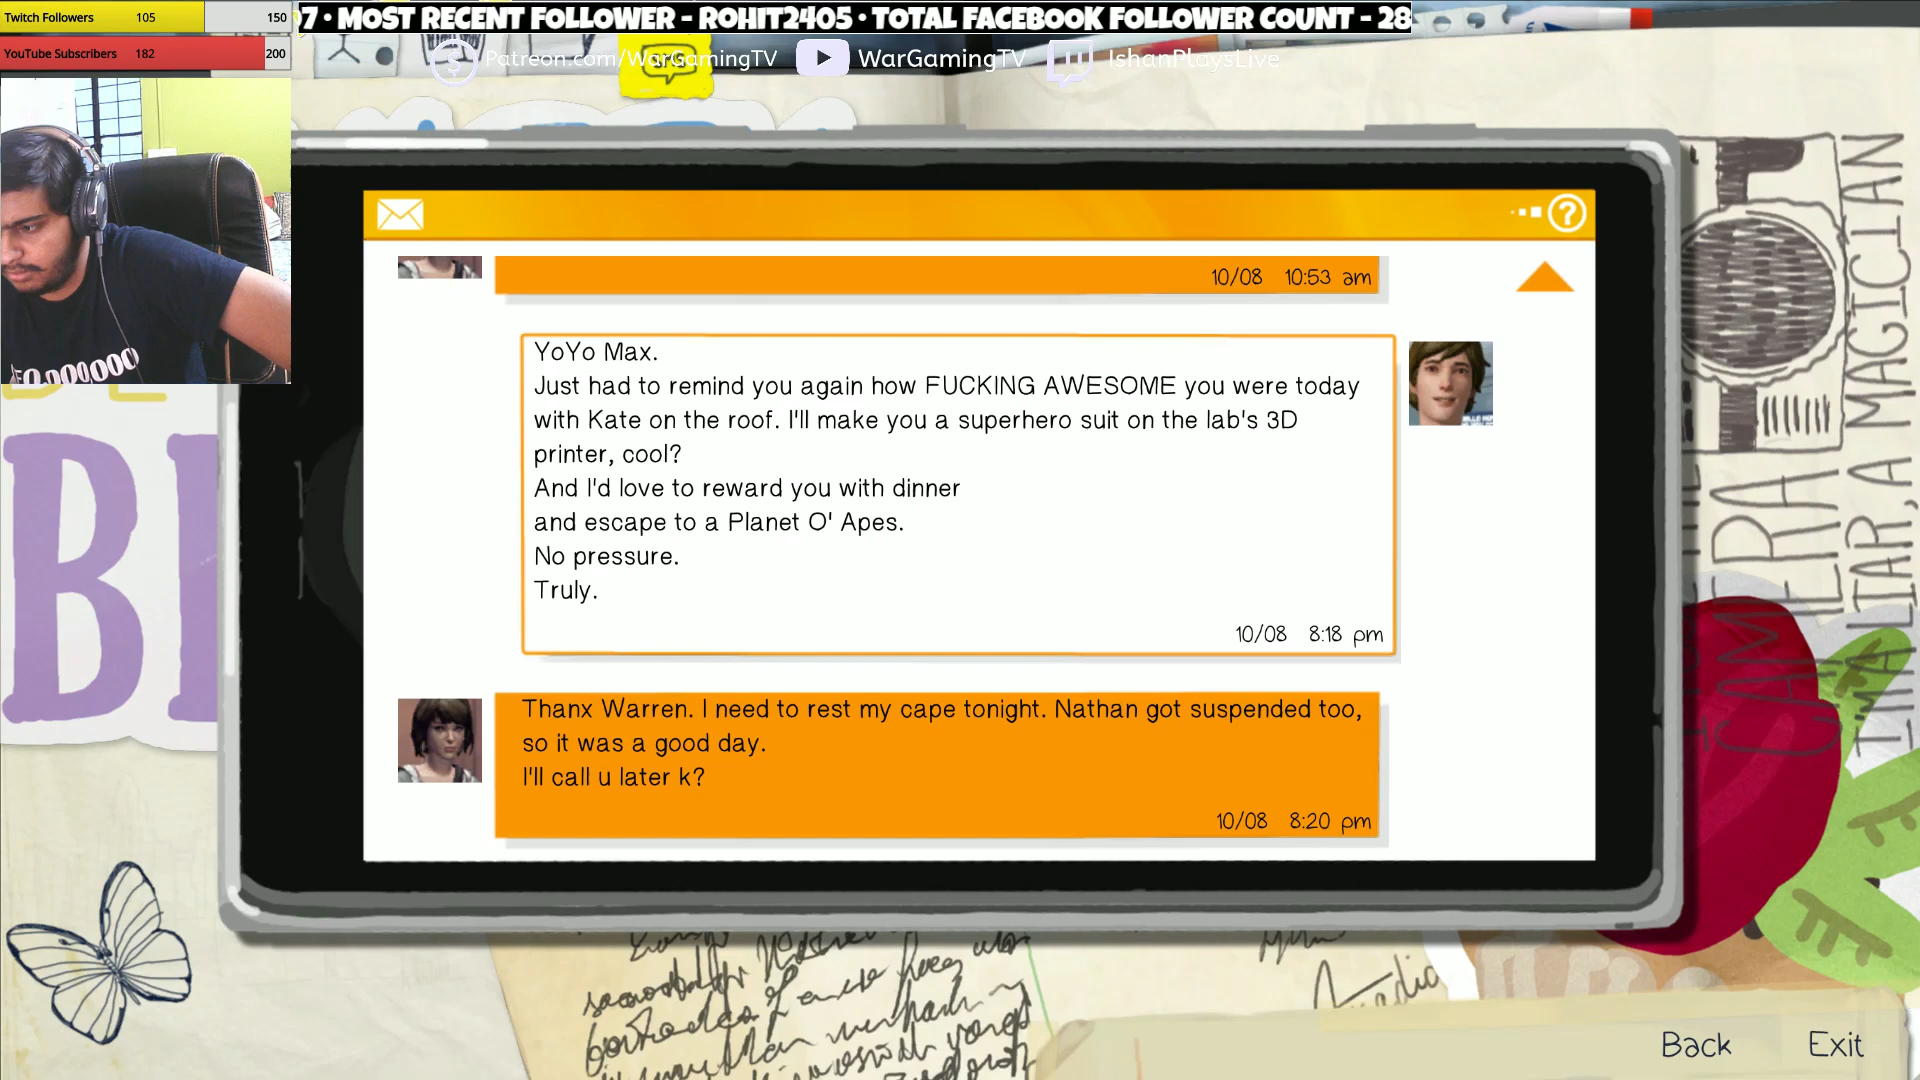 Twitch Followers 105 150
YouTube Subscribers 182 200
7 • MOST RECENT FOLLOWER - ROHIT2405 • TOTAL FACEBOOK FOLLOWER COUNT - 28
Patreon.com/WarGamingTV WarGamingTV IshanPlaysLive
10/08 10:53 am
YoYo Max.
Just had to remind you again how FUCKING AWESOME you were today
with Kate on the roof. I'll make you a superhero suit on the lab's 3D
printer, cool?
And I'd love to reward you with dinner
and escape to a Planet O' Apes.
No pressure.
Truly.
10/08 8:18 pm
Thanx Warren. I need to rest my cape tonight. Nathan got suspended too,
so it was a good day.
I'll call u later k?
10/08 8:20 pm
CAMERA
I'M A LIAR, A MAGICIAN
Back Exit